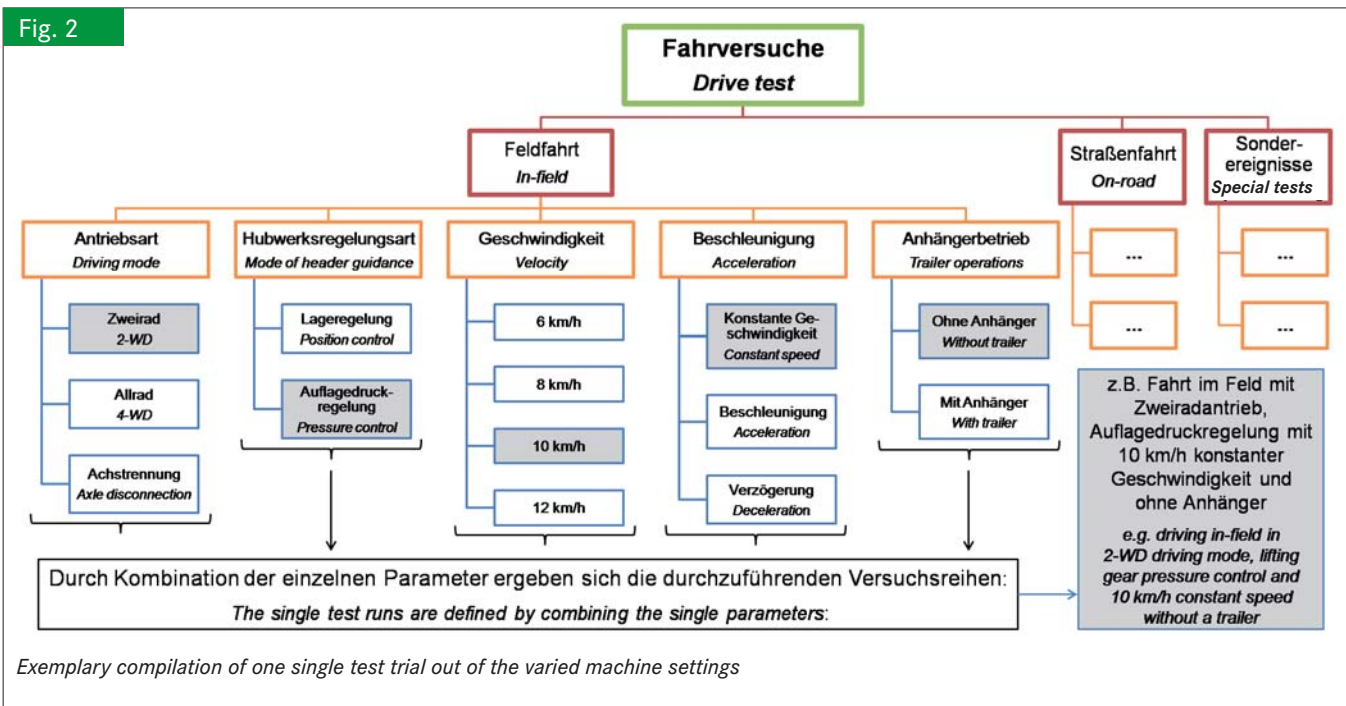 Fig. 2
Fahrversuche
Drive test
Feldfahrt
In-field
Straßenfahrt
On-road
Sonder-
ereignisse
Special tests
Antriebsart
Driving mode
Hubwerksregelungsart
Mode of header guidance
Geschwindigkeit
Velocity
Beschleunigung
Acceleration
Anhängerbetrieb
Trailer operations
...
...
...
...
Zweirad
2-WD
Allrad
4-WD
Achstrennung
Axle disconnection
Lageregelung
Position control
Auflagedruck-
regelung
Pressure control
6 km/h
8 km/h
10 km/h
12 km/h
Konstante Ge-
schwindigkeit
Constant speed
Beschleunigung
Acceleration
Verzögerung
Deceleration
Ohne Anhänger
Without trailer
Mit Anhänger
With trailer
z.B. Fahrt im Feld mit
Zweiradantrieb,
Auflagedruckregelung mit
10 km/h konstanter
Geschwindigkeit und
ohne Anhänger
e.g. driving in-field in
2-WD driving mode, lifting
gear pressure control and
10 km/h constant speed
without a trailer
Durch Kombination der einzelnen Parameter ergeben sich die durchzuführenden Versuchsreihen:
The single test runs are defined by combining the single parameters:
Exemplary compilation of one single test trial out of the varied machine settings